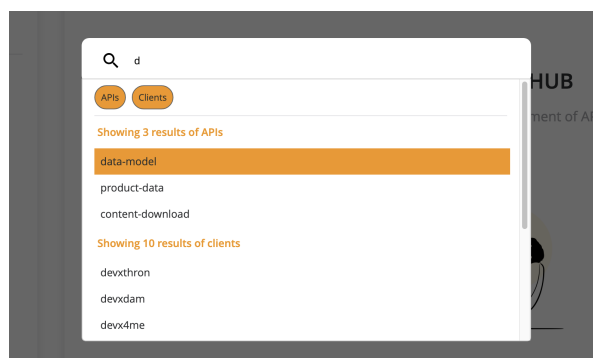 d
HUB
APIs Clients
ment of AP
Showing 3 results of APIs
data-model
product-data
content-download
Showing 10 results of clients
devxthron
devxdam
devx4me